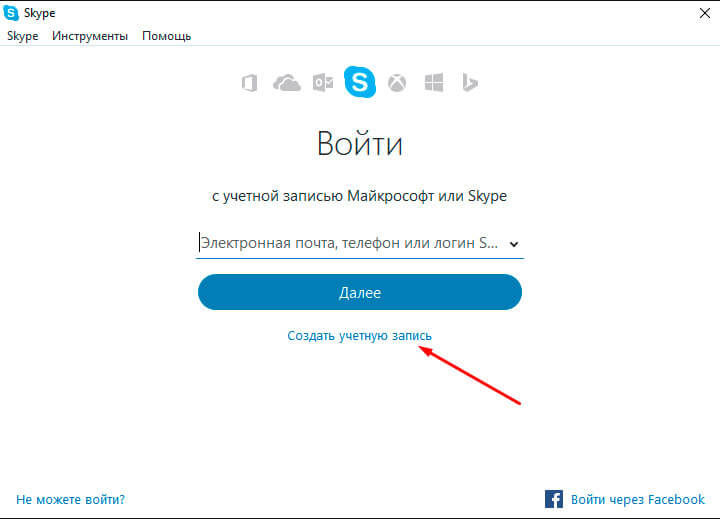 Skype
Skype Инструменты Помощь
Войти
с учетной записью Майкрософт или Skype
Электронная почта, телефон или логин S...
Далее
Создать учетную запись
Не можете войти? Войти через Facebook